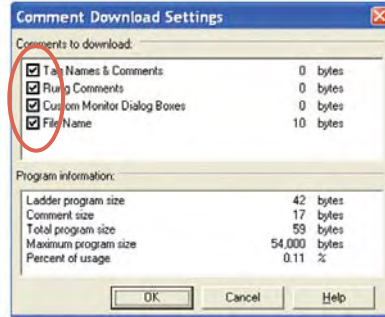 Comment Download Settings
Comments to download:
Tag Names & Comments 0 bytes
Rung Comments 0 bytes
Custom Monitor Dialog Boxes 0 bytes
File Name 10 bytes
Program information:
Ladder program size 42 bytes
Comment size 17 bytes
Total program size 59 bytes
Maximum program size 54,000 bytes
Percent of usage 0.11 %
OK Cancel Help